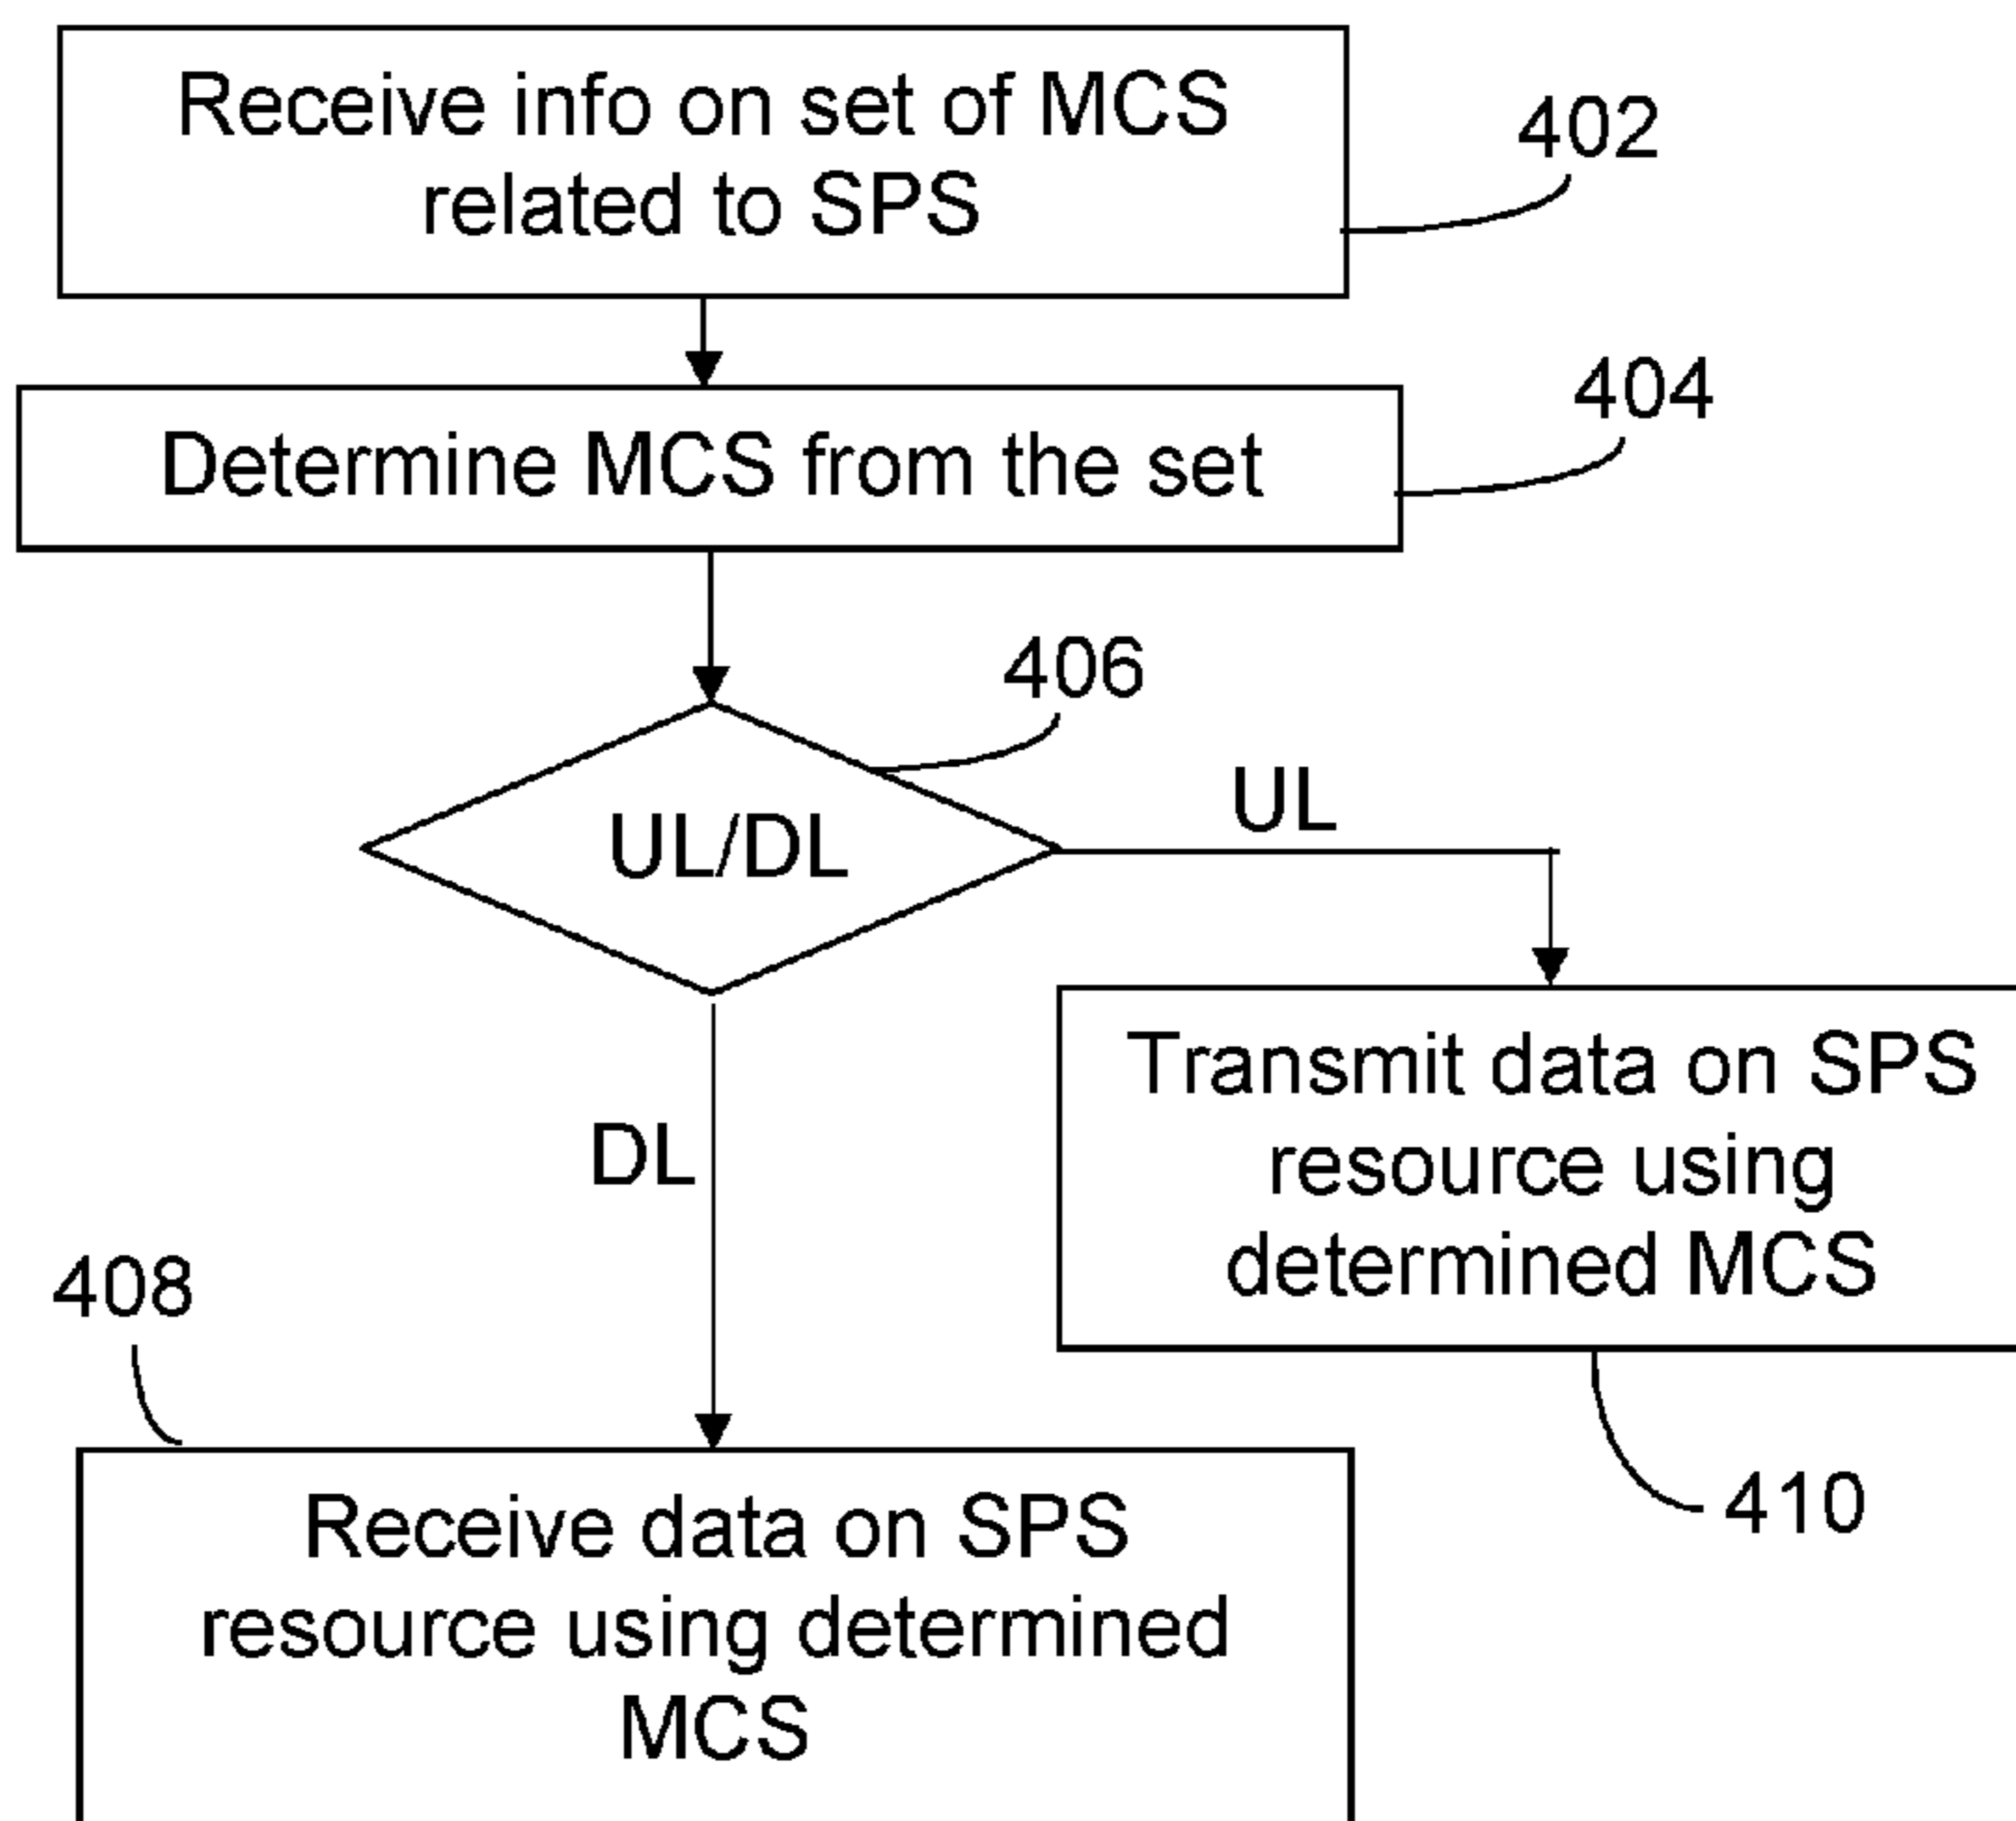 Receive info on set of MCS
related to SPS
402
Determine MCS from the set
404
406
UL/DL
UL
DL
Transmit data on SPS
resource using
determined MCS
408
410
Receive data on SPS
resource using determined
MCS